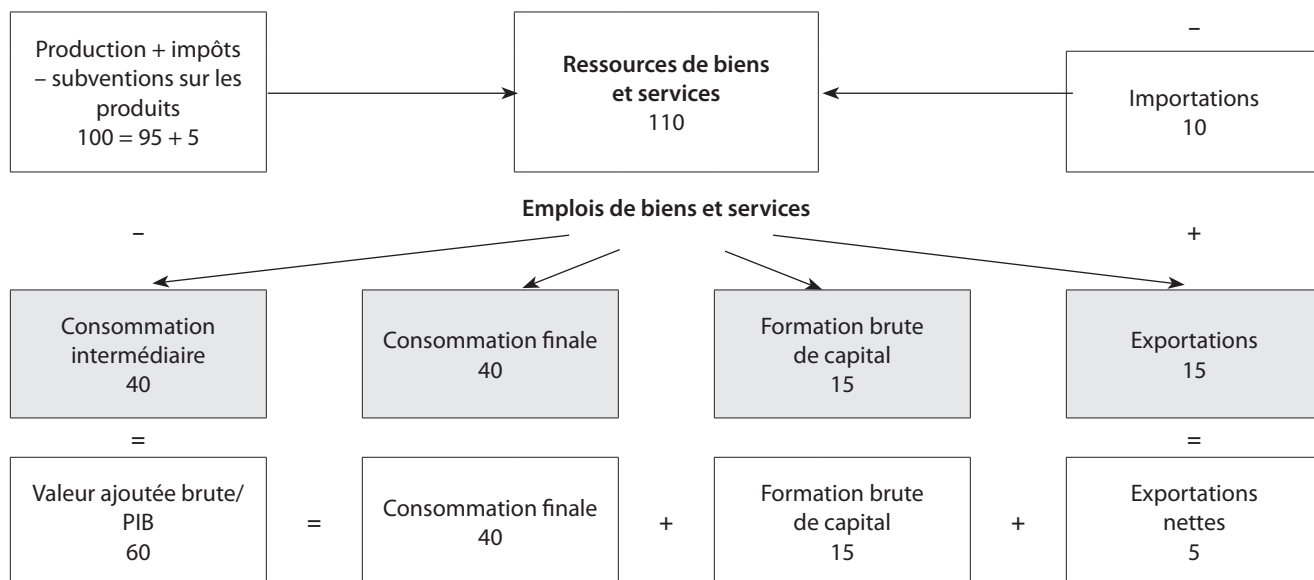 Production + impôts
– subventions sur les
produits
100 = 95 + 5
Ressources de biens
et services
110
–
Importations
10
Emplois de biens et services
–
+
Consommation
intermédiaire
40
Consommation finale
40
Formation brute
de capital
15
Exportations
15
=
=
Valeur ajoutée brute/
PIB
60
=
Consommation finale
40
+
Formation brute
de capital
15
+
Exportations
nettes
5